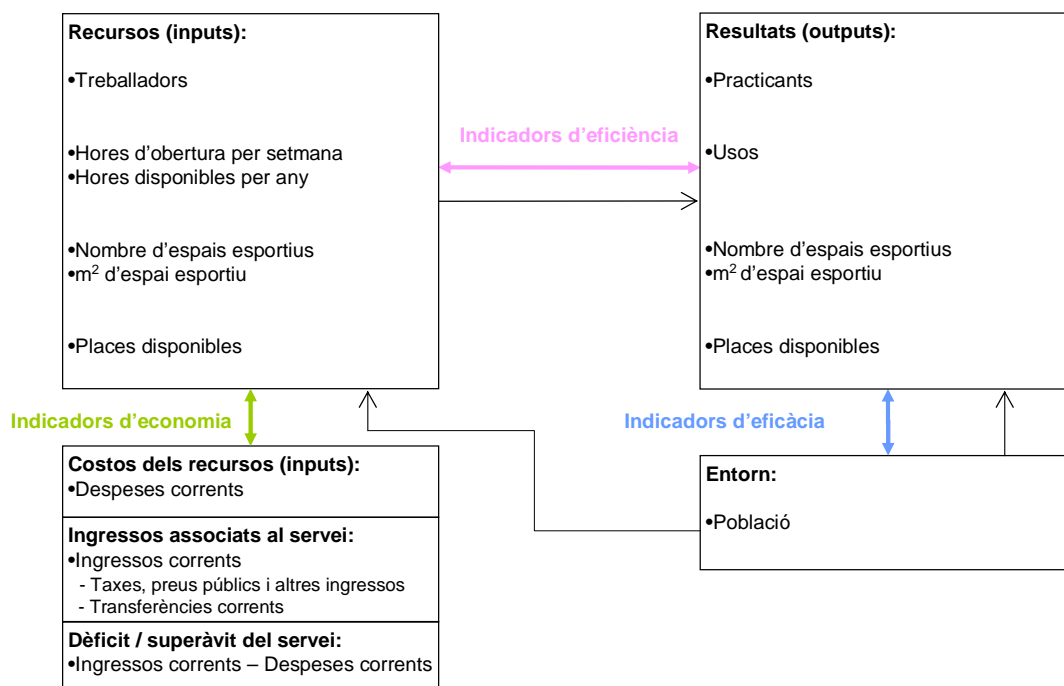 Recursos (inputs):
•Treballadors
•Hores d'obertura per setmana
•Hores disponibles per any
•Nombre d'espais esportius
•m² d'espai esportiu
•Places disponibles
Indicadors d'eficiència
Resultats (outputs):
•Practicants
•Usos
•Nombre d'espais esportius
•m² d'espai esportiu
•Places disponibles
Indicadors d'economia
Indicadors d'eficàcia
Costos dels recursos (inputs):
•Despeses corrents
Ingressos associats al servei:
•Ingressos corrents
- Taxes, preus públics i altres ingressos
- Transferències corrents
Dèficit / superàvit del servei:
•Ingressos corrents – Despeses corrents
Entorn:
•Població